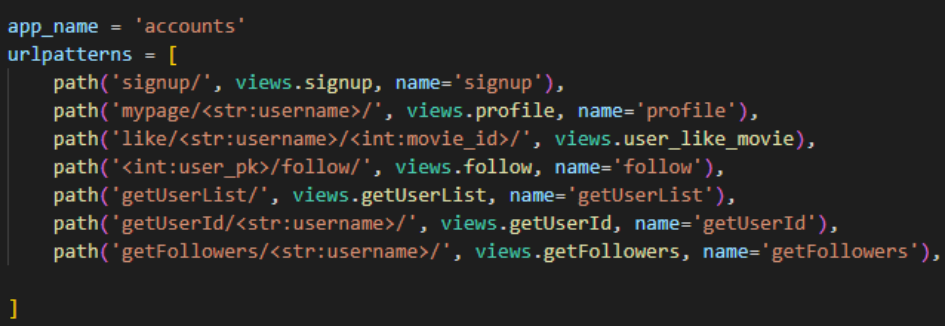 app_name = 'accounts'
urlpatterns = [
    path('signup/', views.signup, name='signup'),
    path('mypage/<str:username>/', views.profile, name='profile'),
    path('like/<str:username>/<int:movie_id>/', views.user_like_movie),
    path('<int:user_pk>/follow/', views.follow, name='follow'),
    path('getUserList/', views.getUserList, name='getUserList'),
    path('getUserId/<str:username>/', views.getUserId, name='getUserId'),
    path('getFollowers/<str:username>/', views.getFollowers, name='getFollowers'),
]